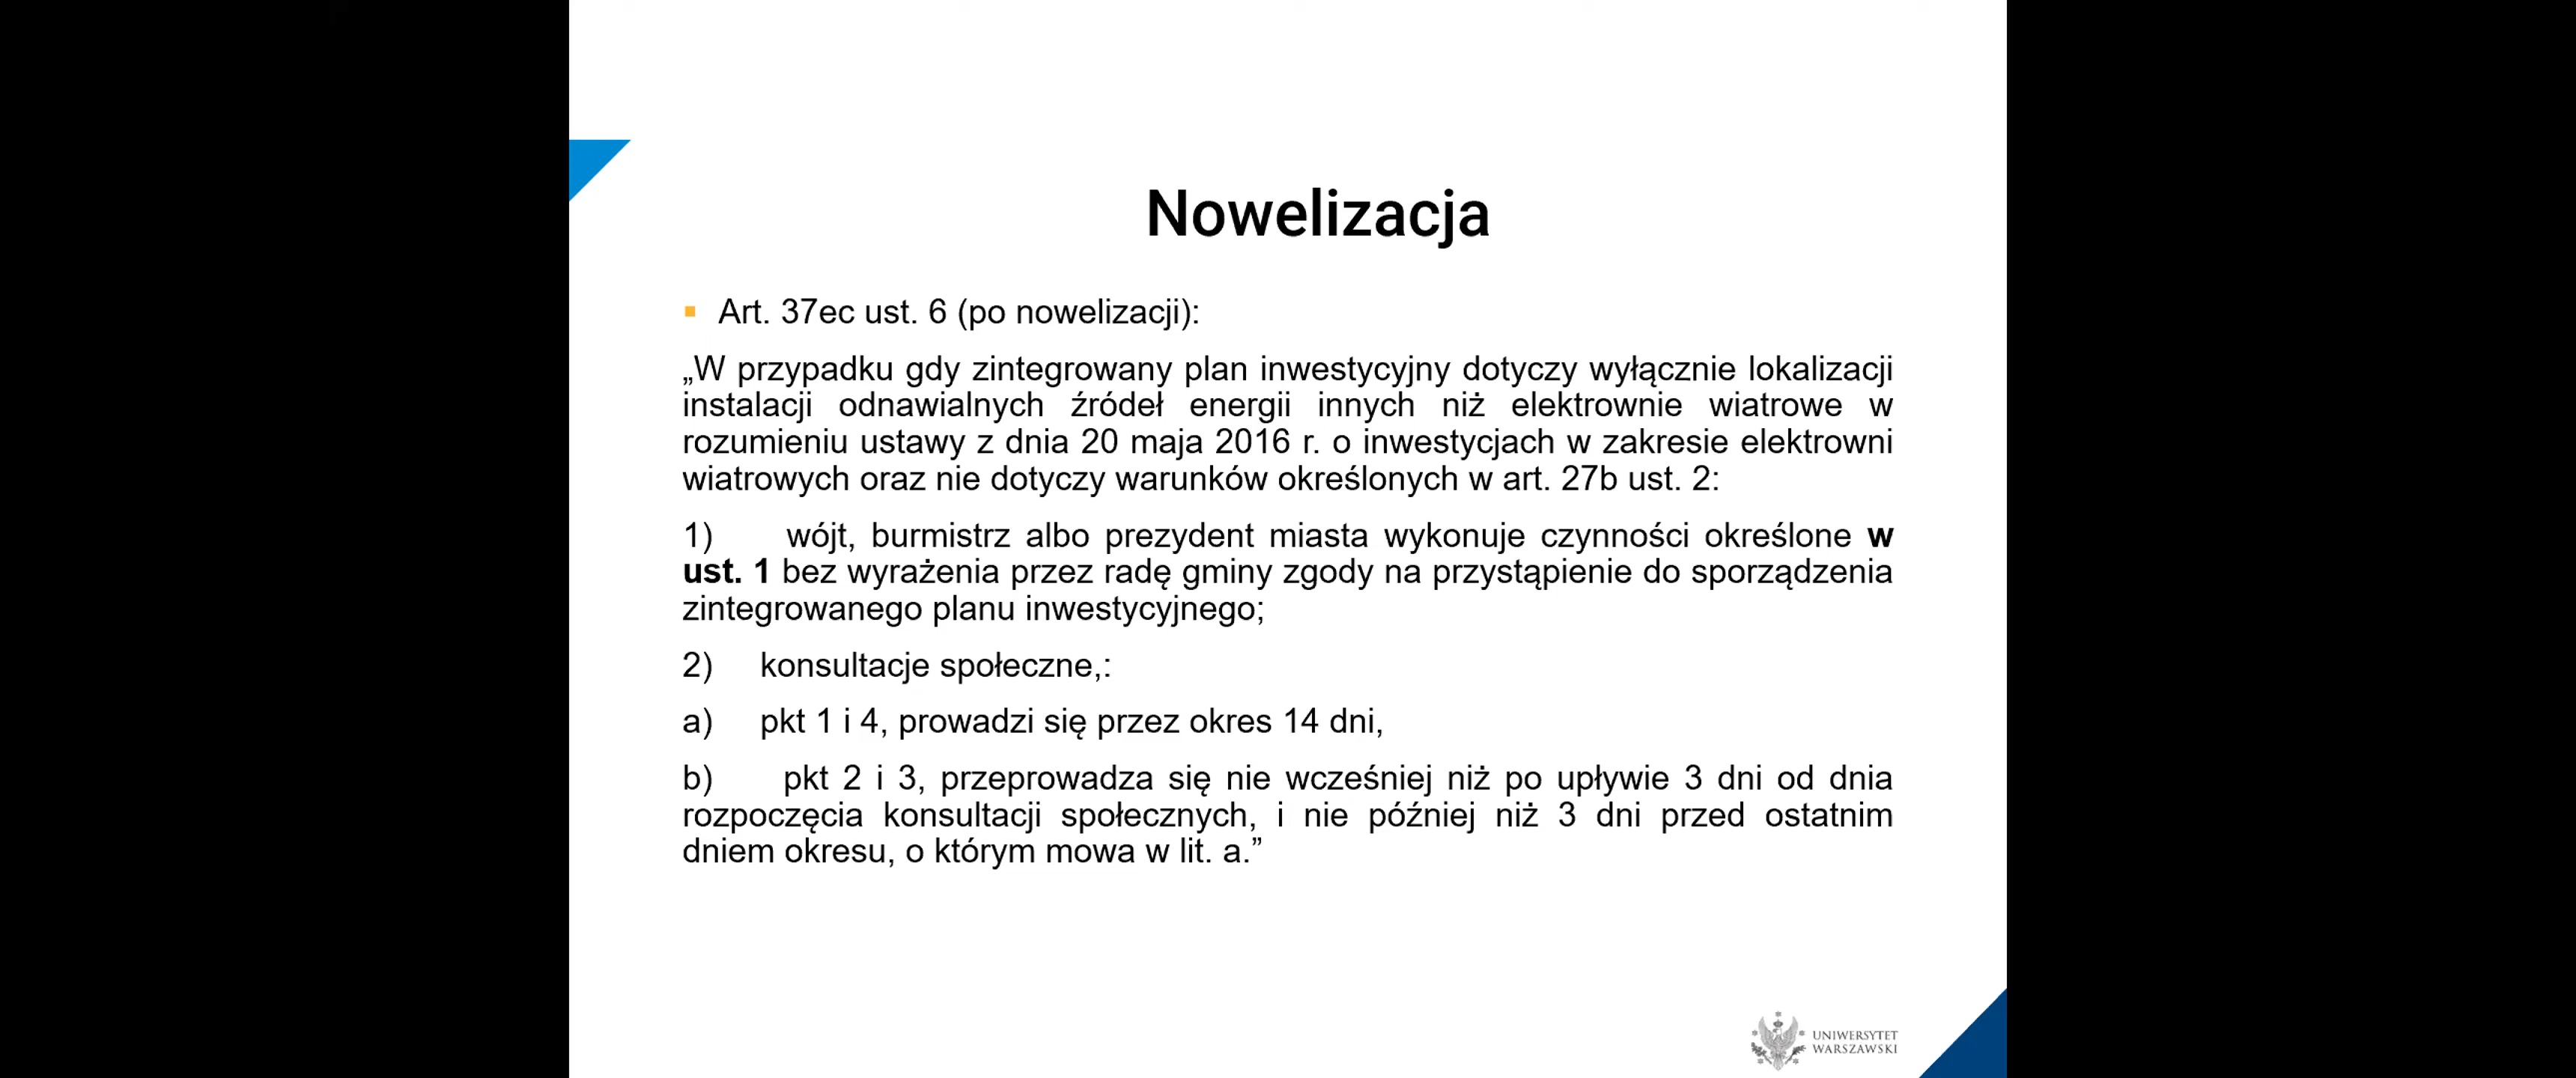 Nowelizacja
Art. 37ec ust. 6 (po nowelizacji):
„W przypadku gdy zintegrowany plan inwestycyjny dotyczy wyłącznie lokalizacji
instalacji odnawialnych źródeł energii innych niż elektrownie wiatrowe w
rozumieniu ustawy z dnia 20 maja 2016 r. o inwestycjach w zakresie elektrowni
wiatrowych oraz nie dotyczy warunków określonych w art. 27b ust. 2:
1) wójt, burmistrz albo prezydent miasta wykonuje czynności określone w
ust. 1 bez wyrażenia przez radę gminy zgody na przystąpienie do sporządzenia
zintegrowanego planu inwestycyjnego;
2) konsultacje społeczne,:
a) pkt 1 i 4, prowadzi się przez okres 14 dni,
b) pkt 2 i 3, przeprowadza się nie wcześniej niż po upływie 3 dni od dnia
rozpoczęcia konsultacji społecznych, i nie później niż 3 dni przed ostatnim
dniem okresu, o którym mowa w lit. a.”
UNIWERSYTET
WARSZAWSKI